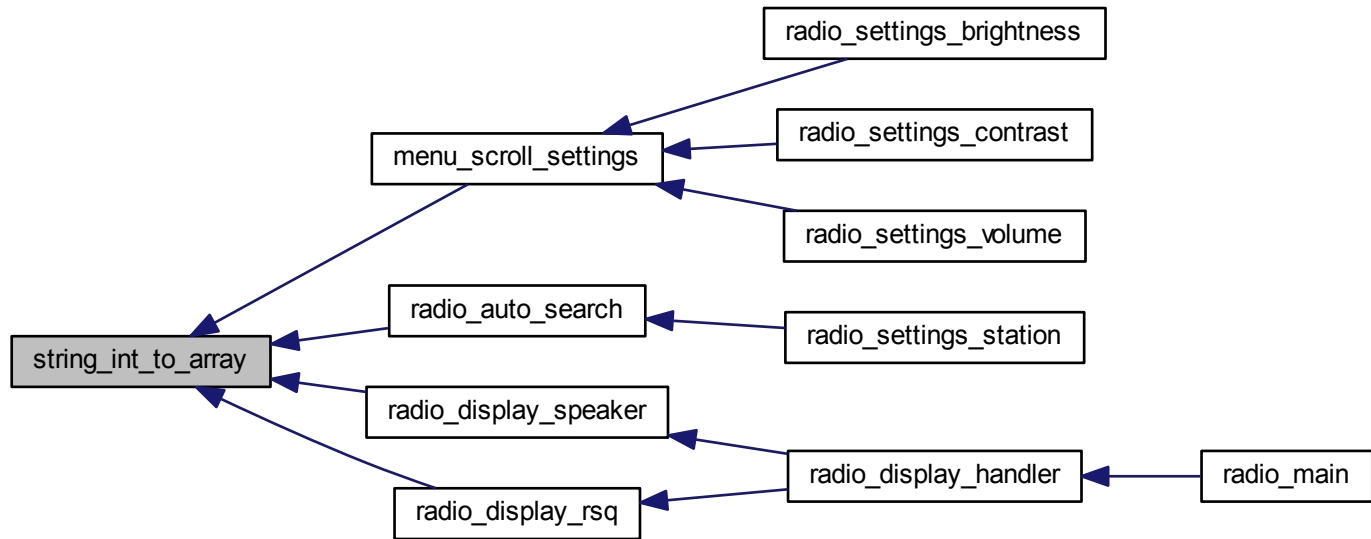 radio_settings_brightness
radio_settings_contrast
menu_scroll_settings
radio_settings_volume
radio_auto_search
radio_settings_station
string_int_to_array
radio_display_speaker
radio_display_handler
radio_main
radio_display_rsq